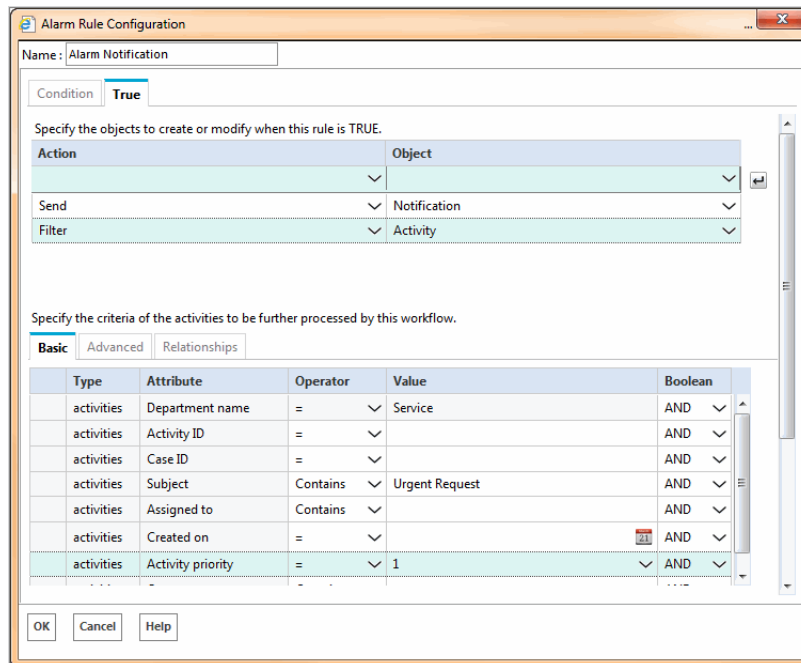 Alarm Rule Configuration
...
Name : Alarm Notification
Condition True
Specify the objects to create or modify when this rule is TRUE.
Action Object
Send Notification
Filter Activity
Specify the criteria of the activities to be further processed by this workflow.
Basic Advanced Relationships
Type Attribute Operator Value Boolean
activities Department name = Service AND
activities Activity ID = AND
activities Case ID = AND
activities Subject Contains Urgent Request AND
activities Assigned to Contains AND
activities Created on = 21 AND
activities Activity priority = 1 AND
OK Cancel Help